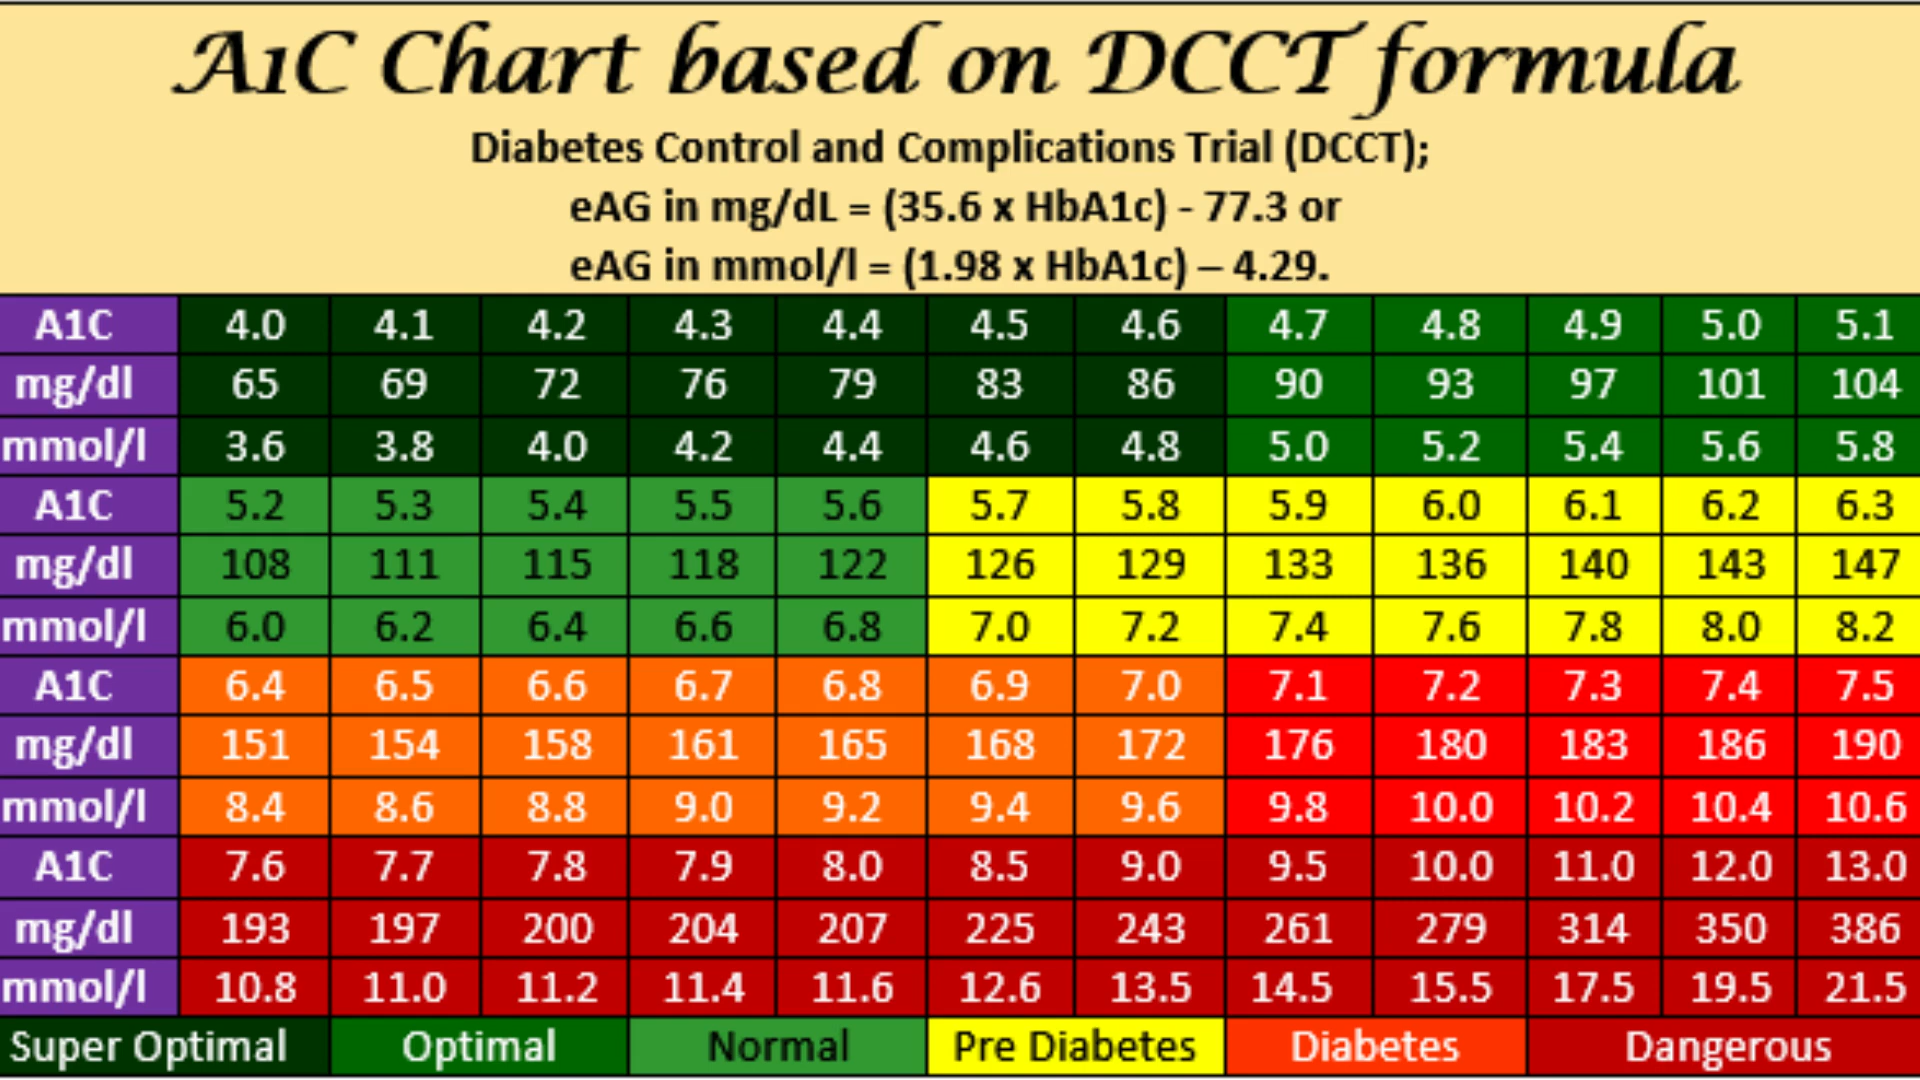 A1C Chart based on DCCT formula
Diabetes Control and Complications Trial (DCCT);
eAG in mg/dL = (35.6 x HbA1c) - 77.3 or
eAG in mmol/l = (1.98 x HbA1c) – 4.29.
A1C 4.0 4.1 4.2 4.3 4.4 4.5 4.6 4.7 4.8 4.9 5.0 5.1
mg/dl 65 69 72 76 79 83 86 90 93 97 101 104
mmol/l 3.6 3.8 4.0 4.2 4.4 4.6 4.8 5.0 5.2 5.4 5.6 5.8
A1C 5.2 5.3 5.4 5.5 5.6 5.7 5.8 5.9 6.0 6.1 6.2 6.3
mg/dl 108 111 115 118 122 126 129 133 136 140 143 147
mmol/l 6.0 6.2 6.4 6.6 6.8 7.0 7.2 7.4 7.6 7.8 8.0 8.2
A1C 6.4 6.5 6.6 6.7 6.8 6.9 7.0 7.1 7.2 7.3 7.4 7.5
mg/dl 151 154 158 161 165 168 172 176 180 183 186 190
mmol/l 8.4 8.6 8.8 9.0 9.2 9.4 9.6 9.8 10.0 10.2 10.4 10.6
A1C 7.6 7.7 7.8 7.9 8.0 8.5 9.0 9.5 10.0 11.0 12.0 13.0
mg/dl 193 197 200 204 207 225 243 261 279 314 350 386
mmol/l 10.8 11.0 11.2 11.4 11.6 12.6 13.5 14.5 15.5 17.5 19.5 21.5
Super Optimal Optimal Normal Pre Diabetes Diabetes Dangerous